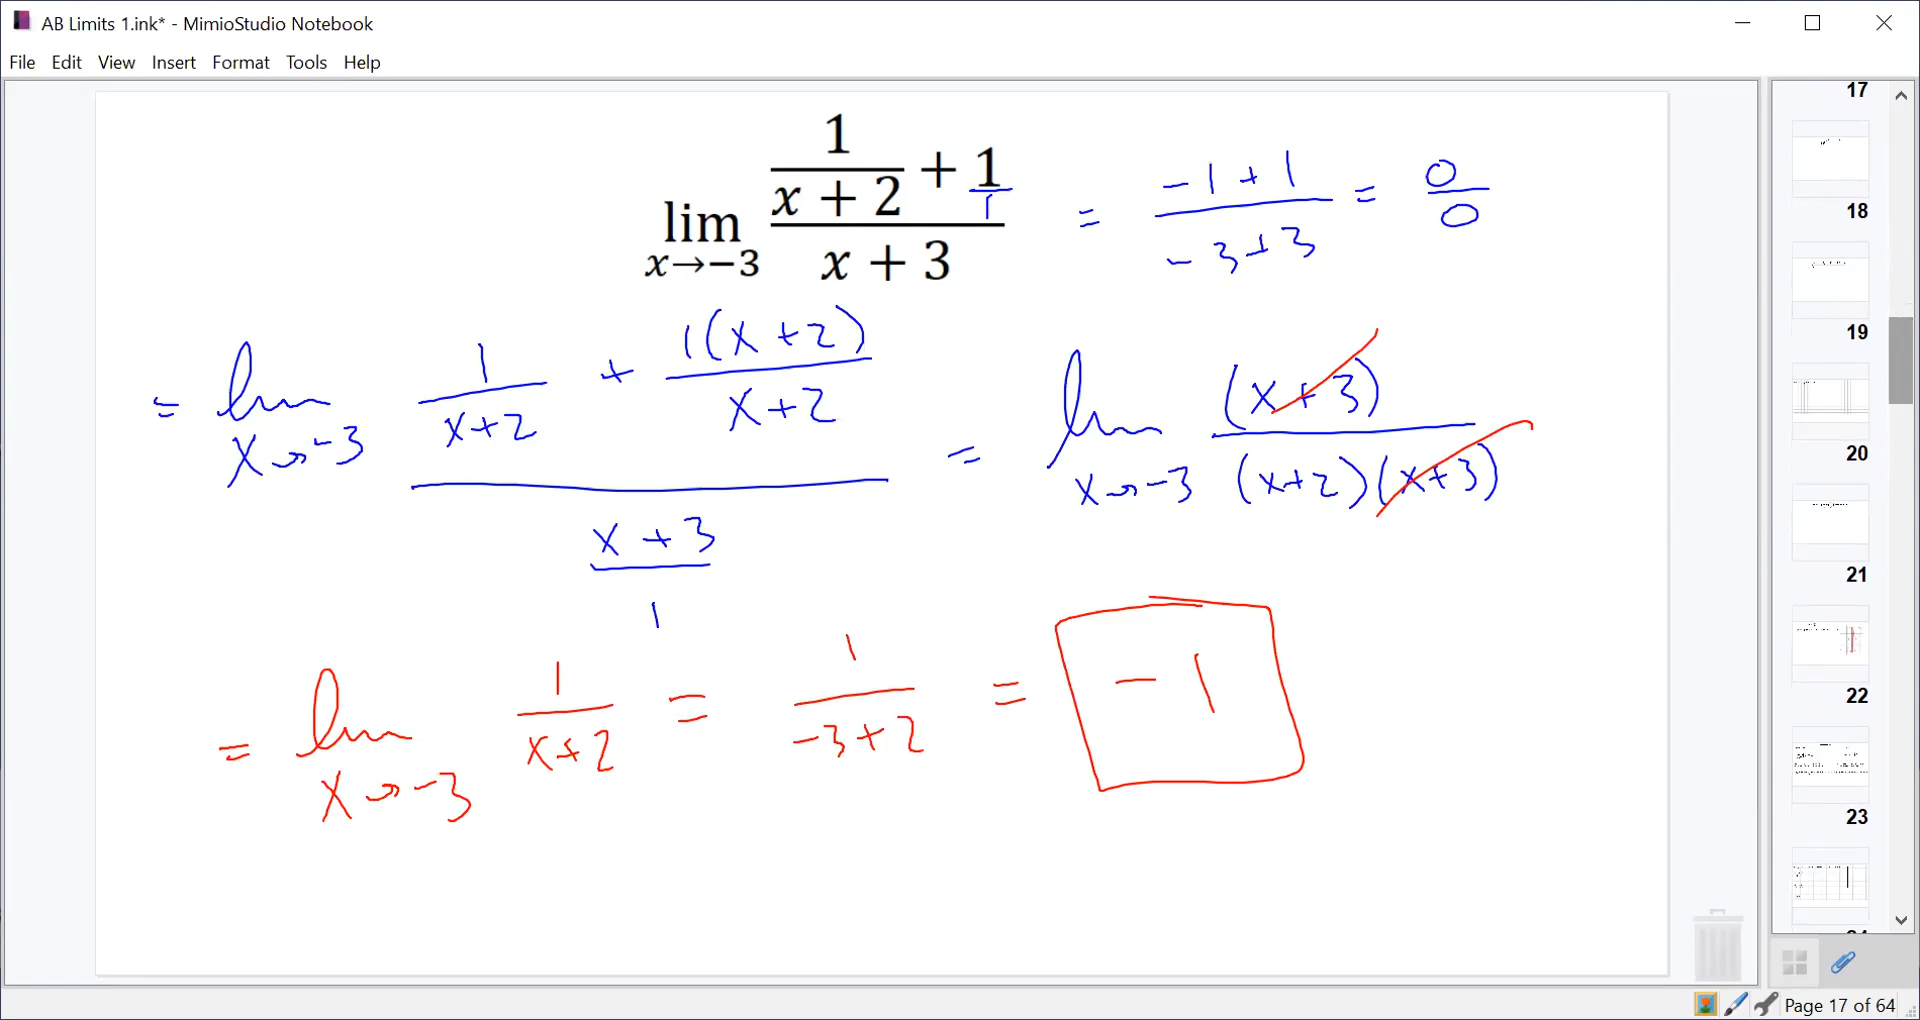 AB Limits 1.ink* - MimioStudio Notebook
File Edit View Insert Format Tools Help
lim x→-3 (1/(x + 2) + 1/1)/(x + 3) = (-1 + 1)/(-3 + 3) = 0/0
= lim x→-3 (1/(x+2) + 1(x+2)/(x+2))/((x+3)/1) = lim x→-3 (x+3)/((x+2)(x+3))
= lim x→-3 1/(x+2) = 1/(-3+2) = -1
17
18
19
20
21
22
23
Page 17 of 64